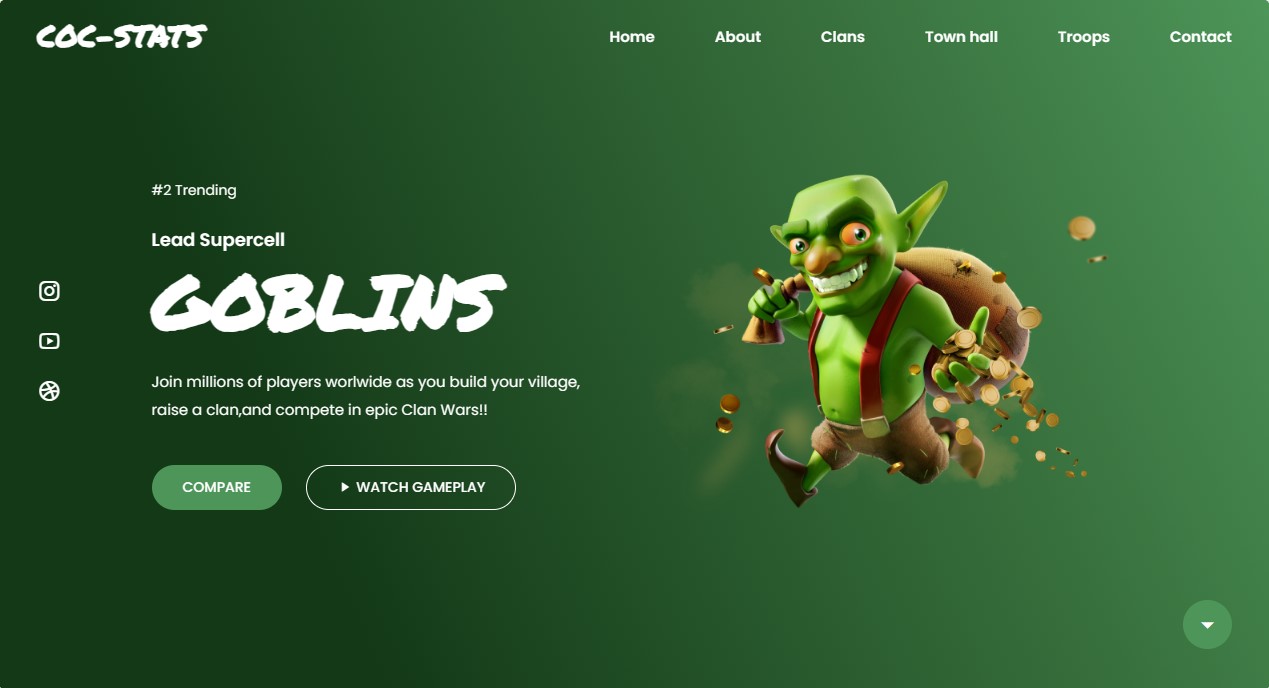 COC-STATS
Home About Clans Town hall Troops Contact
#2 Trending
Lead Supercell
GOBLINS
Join millions of players worlwide as you build your village,
raise a clan,and compete in epic Clan Wars!!
COMPARE WATCH GAMEPLAY